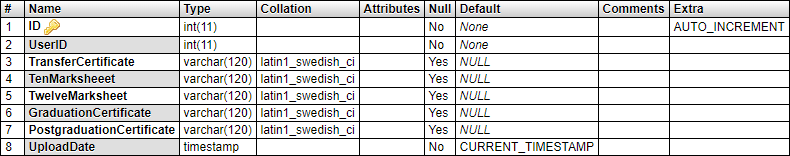 # Name Type Collation Attributes Null Default Comments Extra
1 ID int(11) No None AUTO_INCREMENT
2 UserID int(11) No None
3 TransferCertificate varchar(120) latin1_swedish_ci Yes NULL
4 TenMarksheeet varchar(120) latin1_swedish_ci Yes NULL
5 TwelveMarksheet varchar(120) latin1_swedish_ci Yes NULL
6 GraduationCertificate varchar(120) latin1_swedish_ci Yes NULL
7 PostgraduationCertificate varchar(120) latin1_swedish_ci Yes NULL
8 UploadDate timestamp No CURRENT_TIMESTAMP